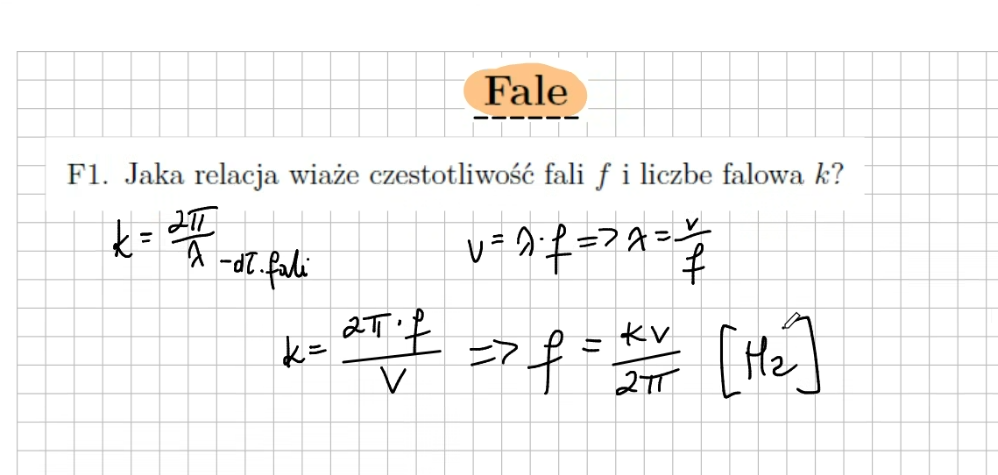 Fale
F1. Jaka relacja wiaże czestotliwość fali f i liczbe falowa k?
k = 2π/λ - dł. fali    v = λ · f => λ = v/f
k = 2π · f / v => f = kv/2π [Hz]